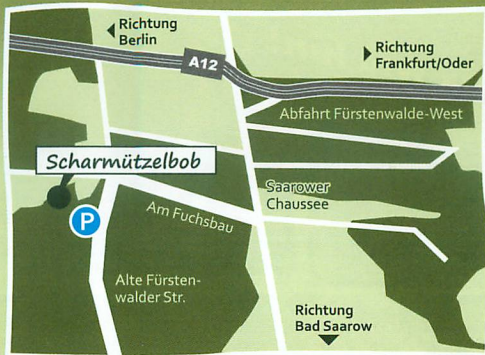 Richtung
Berlin
A12
Richtung
Frankfurt/Oder
Abfahrt Fürstenwalde-West
Scharmützelbob
Saarower
Chaussee
P
Am Fuchsbau
Alte Fürsten-
walder Str.
Richtung
Bad Saarow